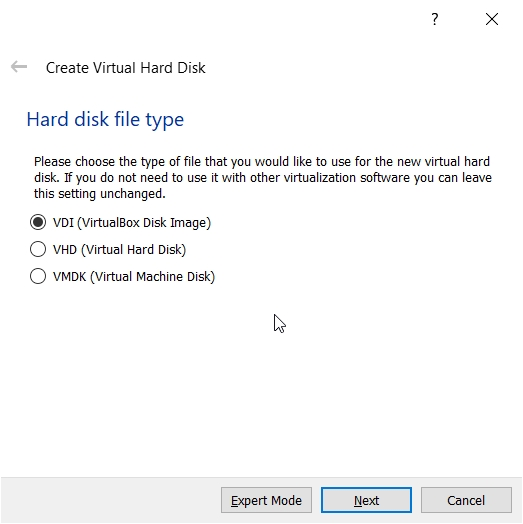 ?
Create Virtual Hard Disk
Hard disk file type
Please choose the type of file that you would like to use for the new virtual hard
disk. If you do not need to use it with other virtualization software you can leave
this setting unchanged.
VDI (VirtualBox Disk Image)
VHD (Virtual Hard Disk)
VMDK (Virtual Machine Disk)
Expert Mode Next Cancel